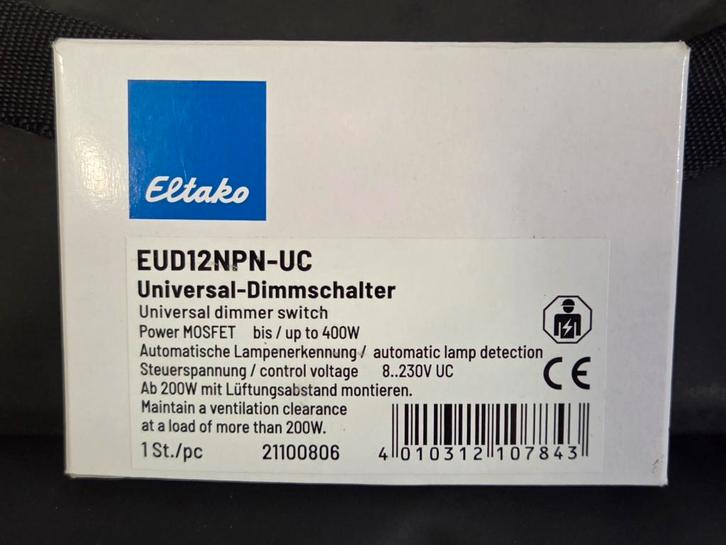 Eltako
EUD12NPN-UC
Universal-Dimmschalter
Universal dimmer switch
Power MOSFET bis / up to 400W
Automatische Lampenerkennung / automatic lamp detection
Steuerspannung / control voltage 8..230V UC
Ab 200W mit Lüftungsabstand montieren.
Maintain a ventilation clearance
at a load of more than 200W.
1 St./pc 21100806
4 010312 107843
CE